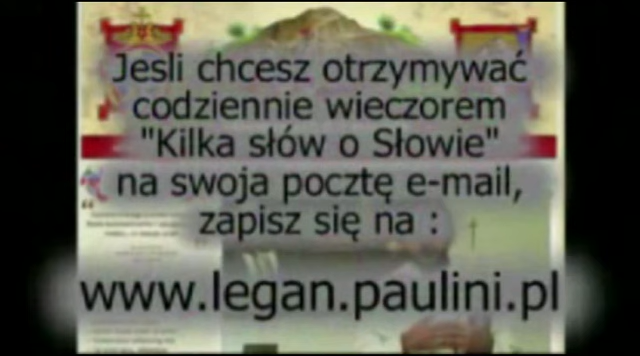 Jesli chcesz otrzymywać
codziennie wieczorem
"Kilka słów o Słowie"
na swoja pocztę e-mail,
zapisz się na :
www.legan.paulini.pl